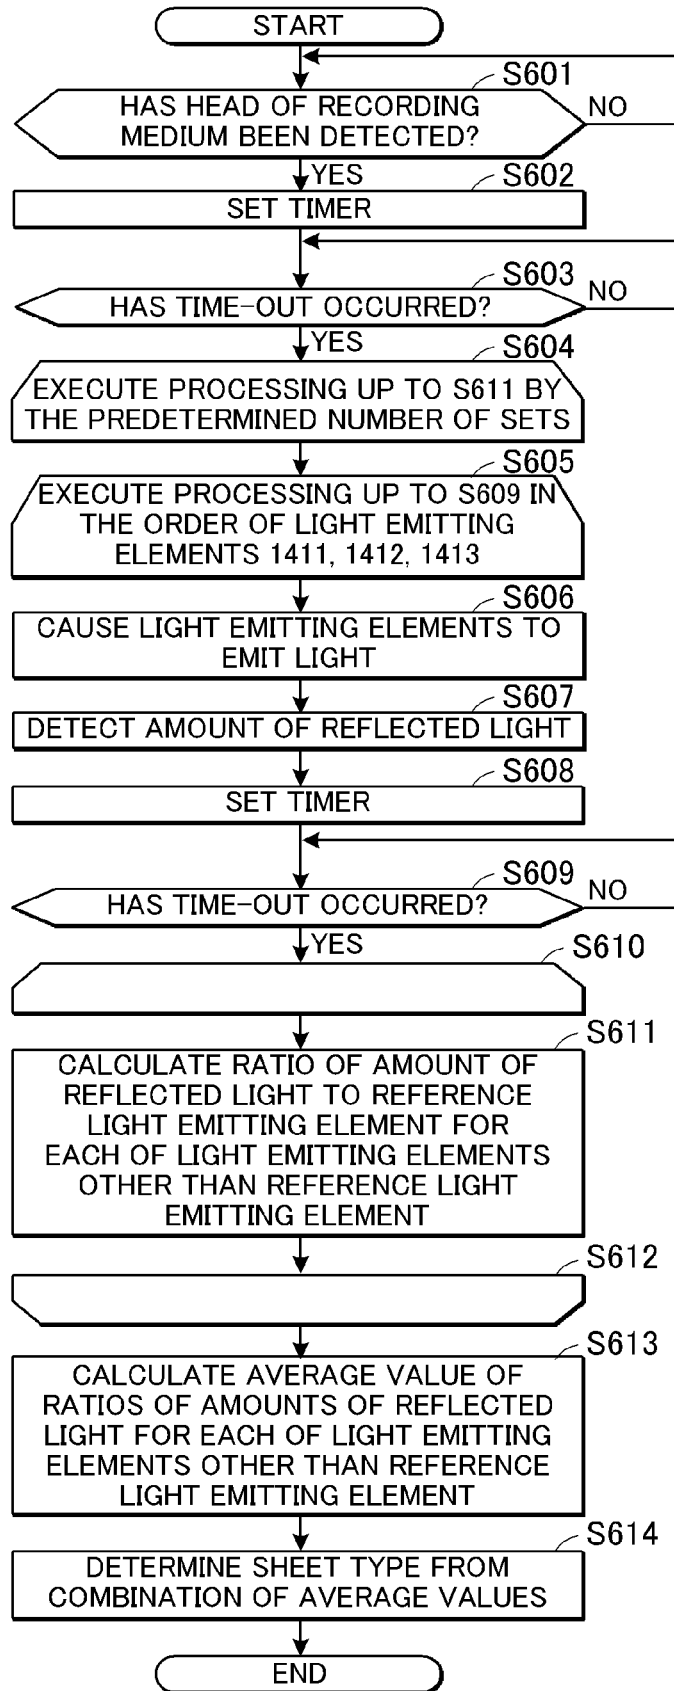 START
S601
HAS HEAD OF RECORDING
MEDIUM BEEN DETECTED?
NO
YES
S602
SET TIMER
S603
HAS TIME-OUT OCCURRED?
NO
YES
S604
EXECUTE PROCESSING UP TO S611 BY
THE PREDETERMINED NUMBER OF SETS
S605
EXECUTE PROCESSING UP TO S609 IN
THE ORDER OF LIGHT EMITTING
ELEMENTS 1411, 1412, 1413
S606
CAUSE LIGHT EMITTING ELEMENTS TO
EMIT LIGHT
S607
DETECT AMOUNT OF REFLECTED LIGHT
S608
SET TIMER
S609
HAS TIME-OUT OCCURRED?
NO
YES
S610
S611
CALCULATE RATIO OF AMOUNT OF
REFLECTED LIGHT TO REFERENCE
LIGHT EMITTING ELEMENT FOR
EACH OF LIGHT EMITTING ELEMENTS
OTHER THAN REFERENCE LIGHT
EMITTING ELEMENT
S612
S613
CALCULATE AVERAGE VALUE OF
RATIOS OF AMOUNTS OF REFLECTED
LIGHT FOR EACH OF LIGHT EMITTING
ELEMENTS OTHER THAN REFERENCE
LIGHT EMITTING ELEMENT
S614
DETERMINE SHEET TYPE FROM
COMBINATION OF AVERAGE VALUES
END